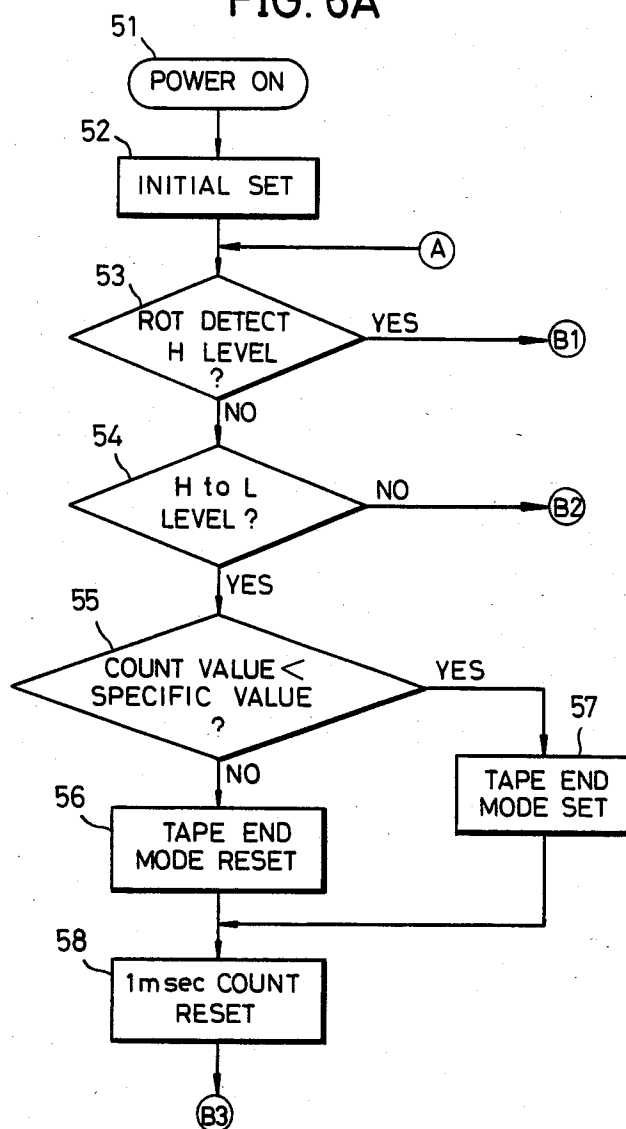 FIG. 6A
51
POWER ON
52
INITIAL SET
A
53
ROT DETECT
H LEVEL
?
YES
B1
NO
54
H to L
LEVEL ?
NO
B2
YES
55
COUNT VALUE <
SPECIFIC VALUE
?
YES
57
NO
56
TAPE END
MODE RESET
TAPE END
MODE SET
58
1msec COUNT
RESET
B3